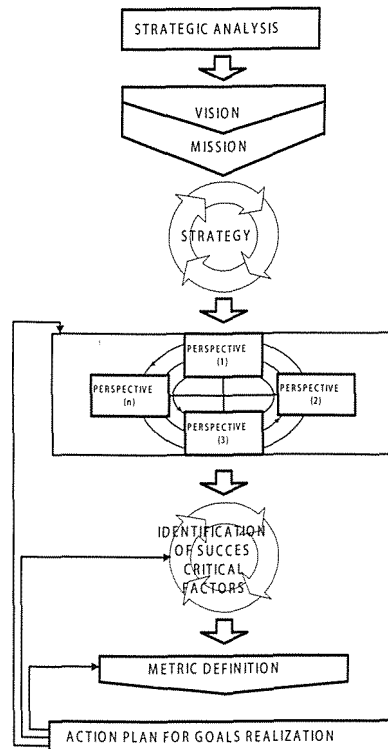 STRATEGIC ANALYSIS
VISION
MISSION
STRATEGY
PERSPECTIVE
(1)
PERSPECTIVE
(n)
PERSPECTIVE
(2)
PERSPECTIVE
(3)
IDENTIFICATION
OF SUCCES
CRITICAL
FACTORS
METRIC DEFINITION
ACTION PLAN FOR GOALS REALIZATION